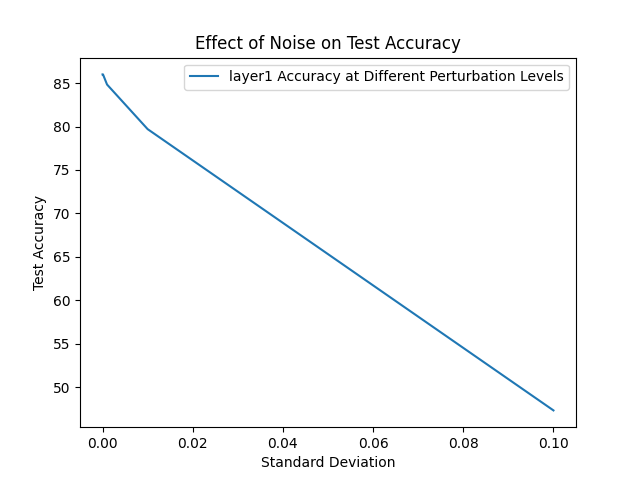 Effect of Noise on Test Accuracy
layer1 Accuracy at Different Perturbation Levels
85
80
75
70
65
60
55
50
Test Accuracy
0.00 0.02 0.04 0.06 0.08 0.10
Standard Deviation